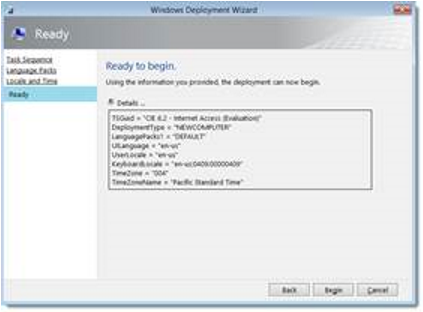 Windows Deployment Wizard
Ready
Task Sequence
Language Packs
Locale and Time
Ready
Ready to begin.
Using the information you provided, the deployment can now begin.
Details ...
TSGuid = "CIE 6.2 - Internet Access (Evaluation)"
DeploymentType = "NEWCOMPUTER"
LanguagePacks1 = "DEFAULT"
UILanguage = "en-us"
UserLocale = "en-us"
KeyboardLocale = "en-us;0409:00000409"
TimeZone = "004"
TimeZoneName = "Pacific Standard Time"
Back
Begin
Cancel